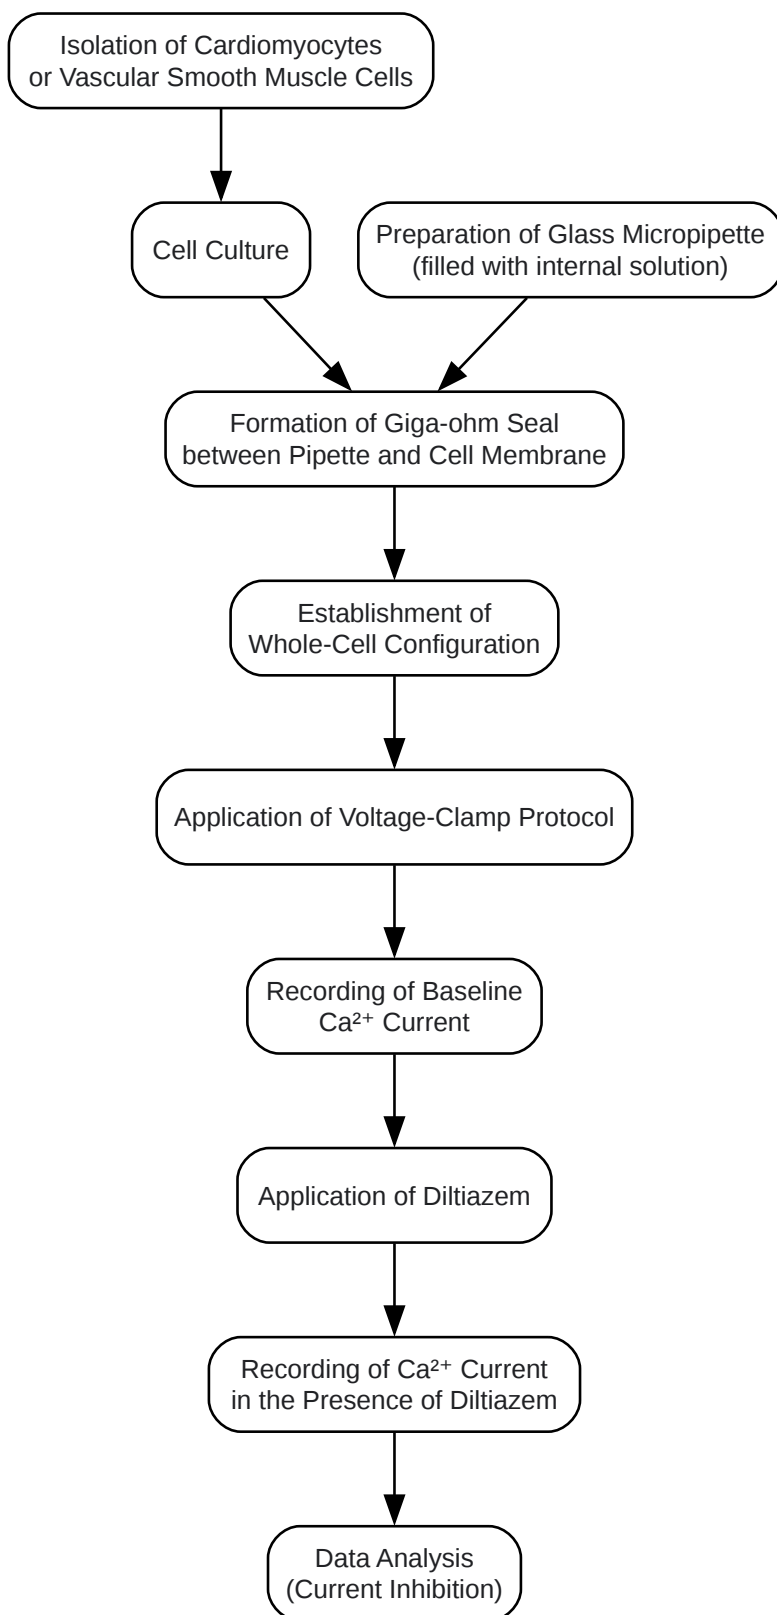 Isolation of Cardiomyocytes
or Vascular Smooth Muscle Cells
Cell Culture
Preparation of Glass Micropipette
(filled with internal solution)
Formation of Giga-ohm Seal
between Pipette and Cell Membrane
Establishment of
Whole-Cell Configuration
Application of Voltage-Clamp Protocol
Recording of Baseline
Ca²⁺ Current
Application of Diltiazem
Recording of Ca²⁺ Current
in the Presence of Diltiazem
Data Analysis
(Current Inhibition)